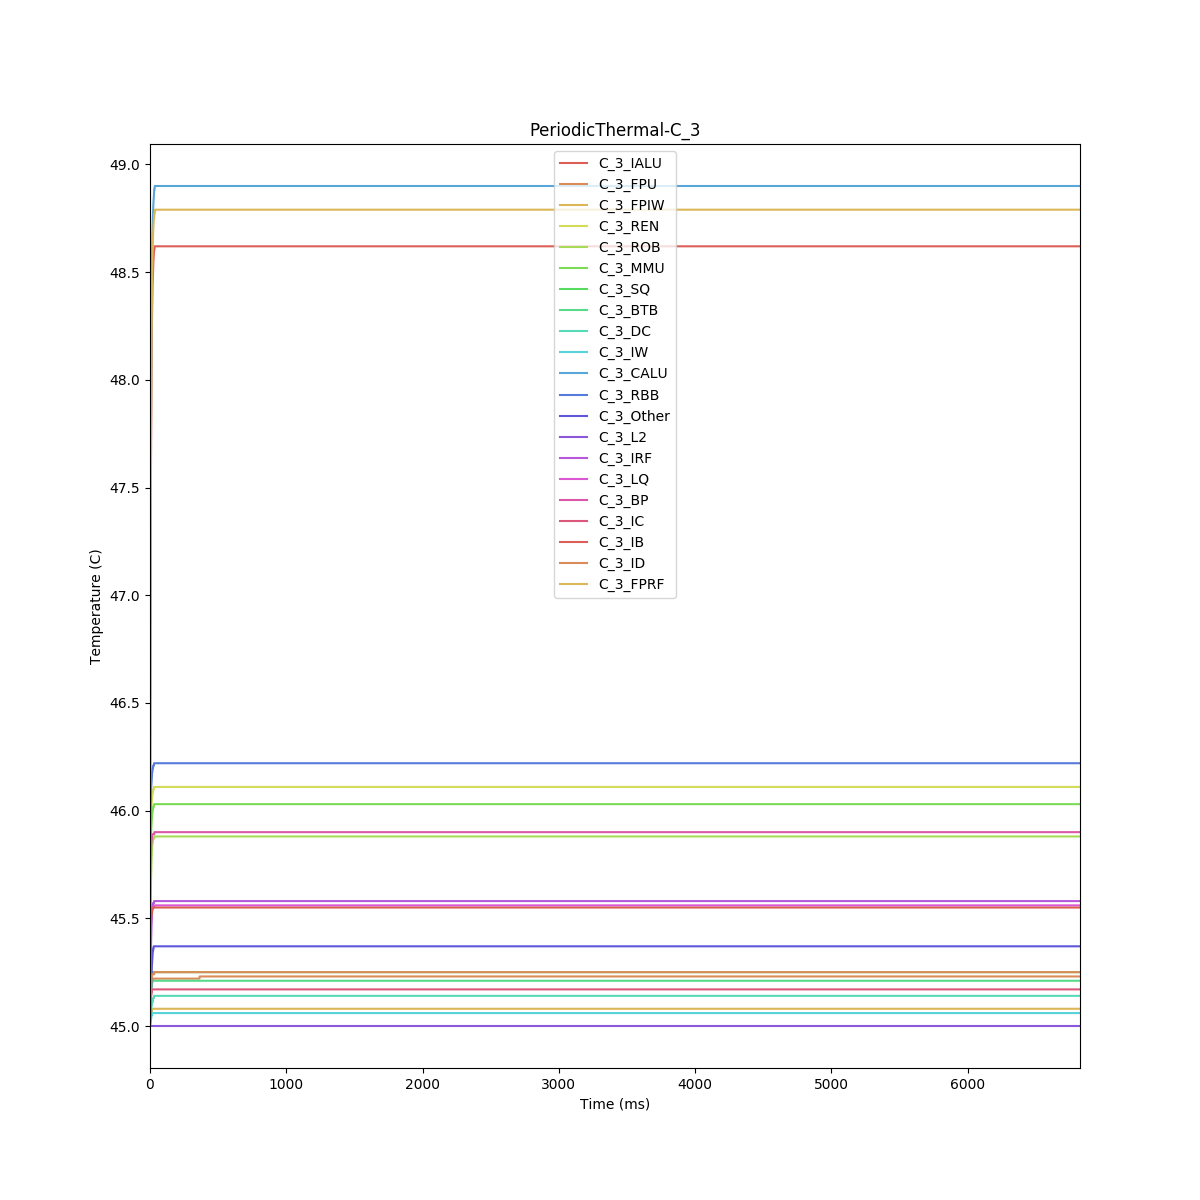 PeriodicThermal-C_3
49.0
48.5
48.0
47.5
47.0
46.5
46.0
45.5
45.0
Temperature (C)
C_3_IALU
C_3_FPU
C_3_FPIW
C_3_REN
C_3_ROB
C_3_MMU
C_3_SQ
C_3_BTB
C_3_DC
C_3_IW
C_3_CALU
C_3_RBB
C_3_Other
C_3_L2
C_3_IRF
C_3_LQ
C_3_BP
C_3_IC
C_3_IB
C_3_ID
C_3_FPRF
0 1000 2000 3000 4000 5000 6000
Time (ms)